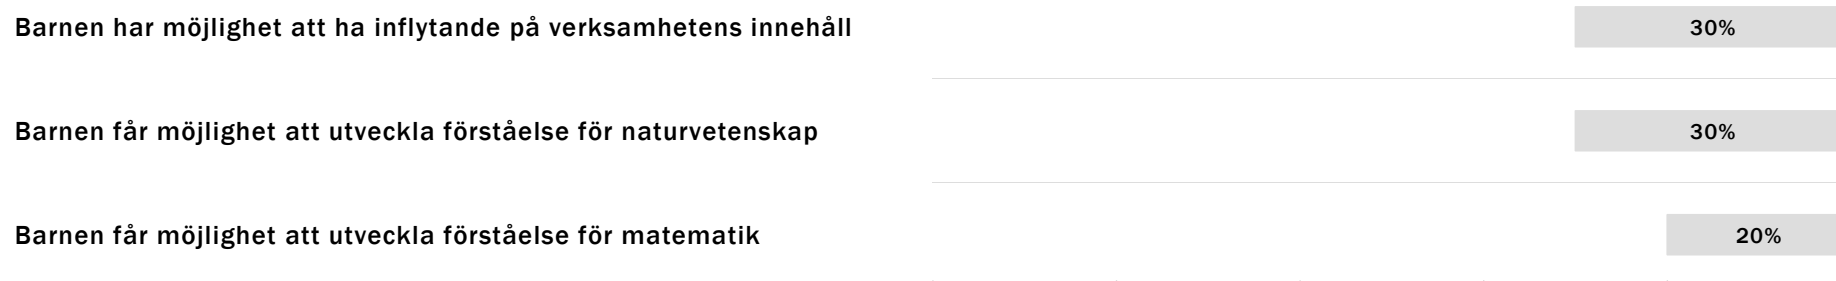 Barnen har möjlighet att ha inflytande på verksamhetens innehåll 30%
Barnen får möjlighet att utveckla förståelse för naturvetenskap 30%
Barnen får möjlighet att utveckla förståelse för matematik 20%